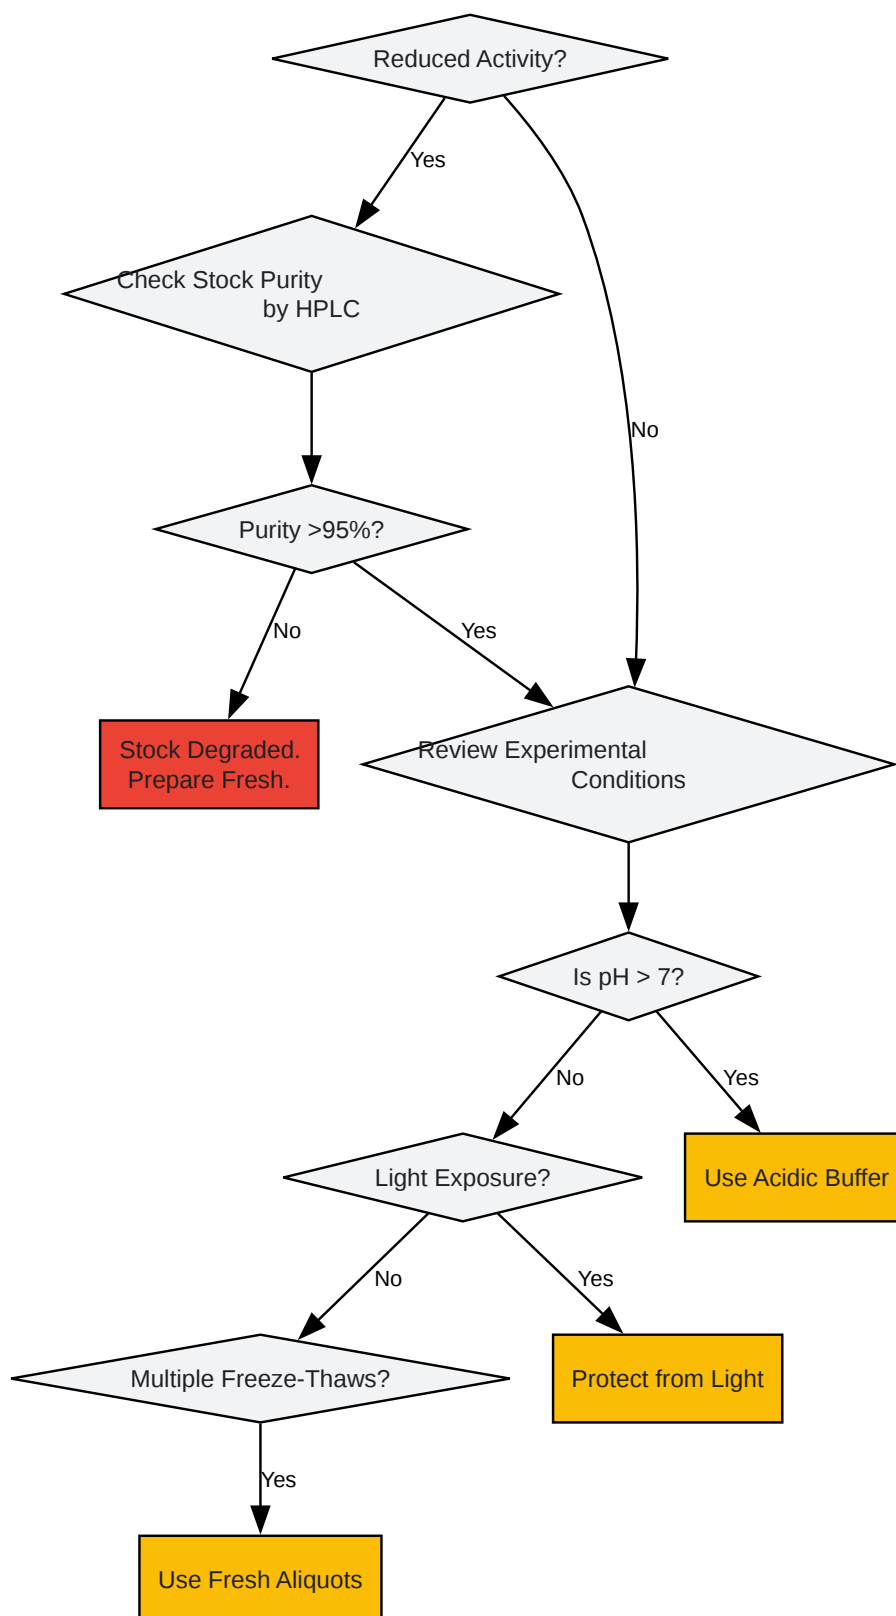 Reduced Activity?
Yes
Check Stock Purity
by HPLC
No
Purity >95%?
No
Yes
Stock Degraded.
Prepare Fresh.
Review Experimental
Conditions
Is pH > 7?
No
Yes
Light Exposure?
Use Acidic Buffer
No
Yes
Multiple Freeze-Thaws?
Protect from Light
Yes
Use Fresh Aliquots